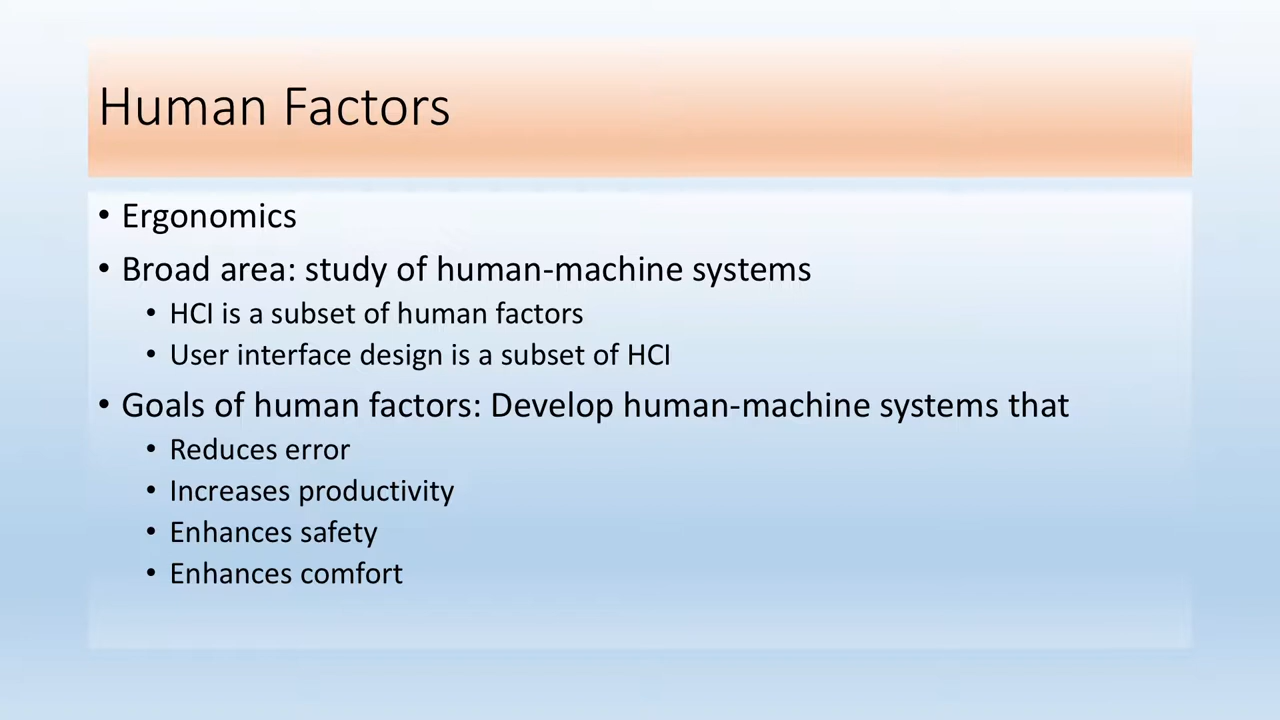 Human Factors
• Ergonomics
• Broad area: study of human-machine systems
• HCI is a subset of human factors
• User interface design is a subset of HCI
• Goals of human factors: Develop human-machine systems that
• Reduces error
• Increases productivity
• Enhances safety
• Enhances comfort